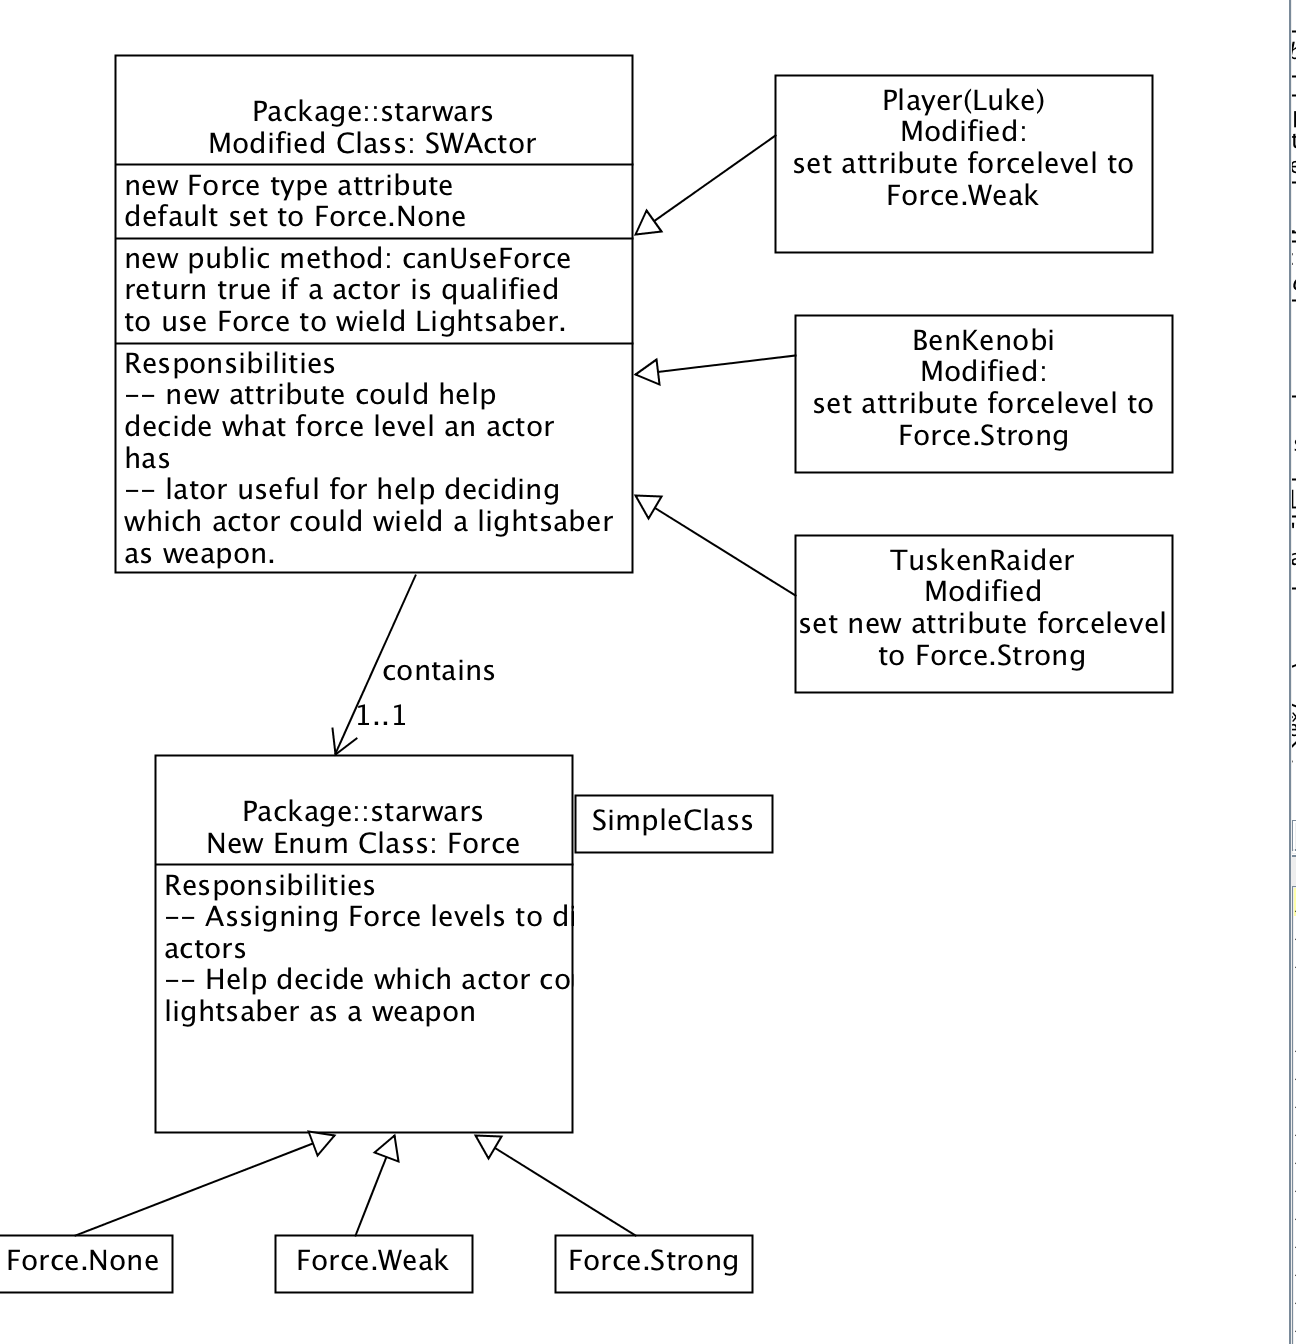 Package::starwars
Modified Class: SWActor
new Force type attribute
default set to Force.None
new public method: canUseForce
return true if a actor is qualified
to use Force to wield Lightsaber.
Responsibilities
-- new attribute could help
decide what force level an actor
has
-- lator useful for help deciding
which actor could wield a lightsaber
as weapon.
Player(Luke)
Modified:
set attribute forcelevel to
Force.Weak
BenKenobi
Modified:
set attribute forcelevel to
Force.Strong
TuskenRaider
Modified
set new attribute forcelevel
to Force.Strong
contains
1..1
Package::starwars
New Enum Class: Force
SimpleClass
Responsibilities
-- Assigning Force levels to di
actors
-- Help decide which actor co
lightsaber as a weapon
Force.None
Force.Weak
Force.Strong